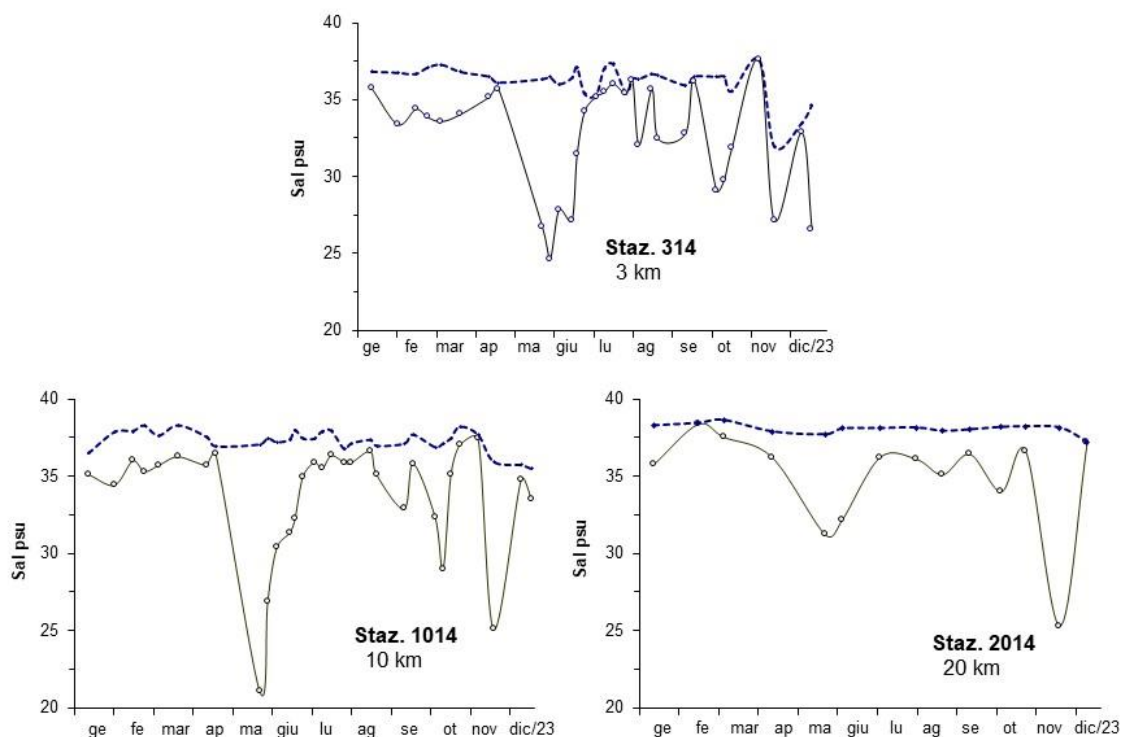 40
35
30
25
20
Sal psu
Staz. 314
3 km
ge fe mar ap ma giu lu ag se ot nov dic/23
40
35
30
25
20
Sal psu
Staz. 1014
10 km
ge fe mar ap ma giu lu ag se ot nov dic/23
40
35
30
25
20
Sal psu
Staz. 2014
20 km
ge fe mar ap ma giu lu ag se ot nov dic/23